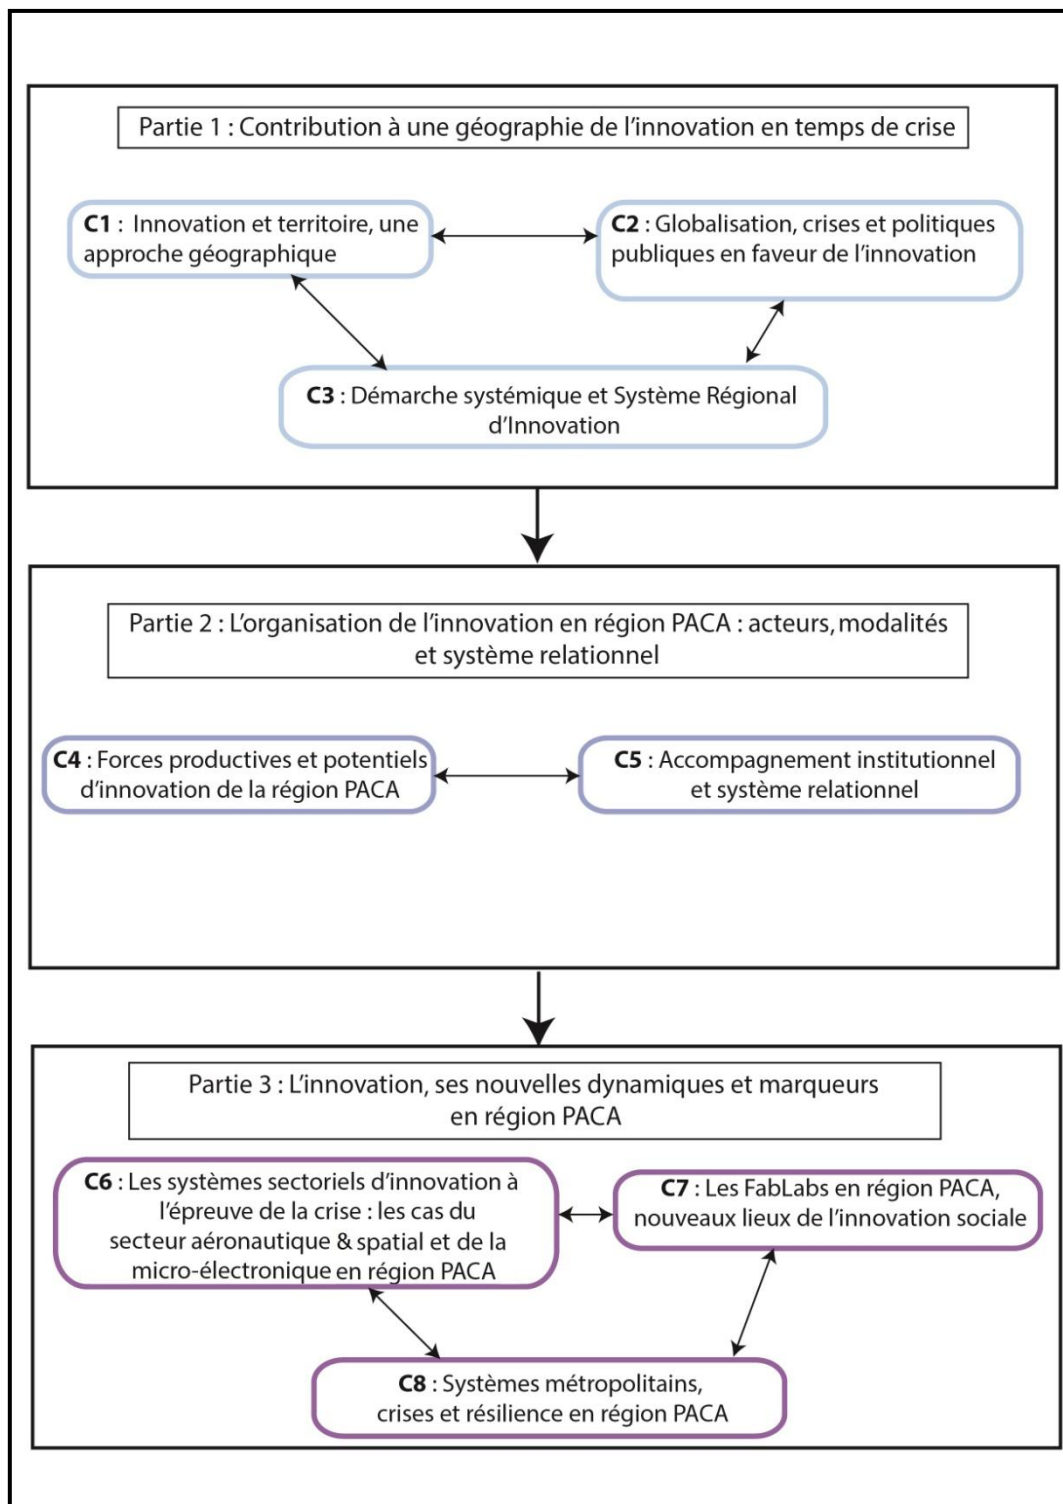 Partie 1 : Contribution à une géographie de l’innovation en temps de crise
C1 : Innovation et territoire, une
approche géographique
C2 : Globalisation, crises et politiques
publiques en faveur de l’innovation
C3 : Démarche systémique et Système Régional
d’Innovation
Partie 2 : L’organisation de l’innovation en région PACA : acteurs, modalités
et système relationnel
C4 : Forces productives et potentiels
d’innovation de la région PACA
C5 : Accompagnement institutionnel
et système relationnel
Partie 3 : L’innovation, ses nouvelles dynamiques et marqueurs
en région PACA
C6 : Les systèmes sectoriels d’innovation à
l’épreuve de la crise : les cas du
secteur aéronautique & spatial et de la
micro-électronique en région PACA
C7 : Les FabLabs en région PACA,
nouveaux lieux de l’innovation sociale
C8 : Systèmes métropolitains,
crises et résilience en région PACA